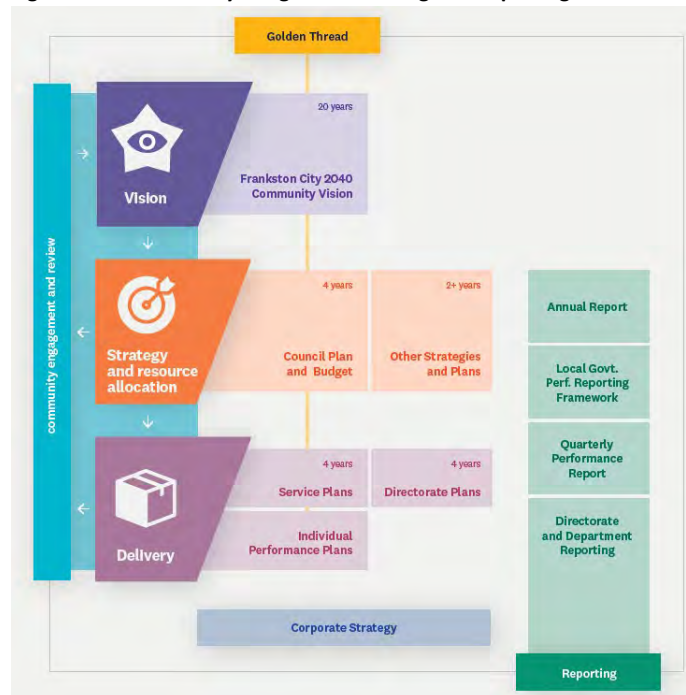 Golden Thread
community engagement and review
Vision
20 years
Frankston City 2040
Community Vision
Strategy
and resource
allocation
4 years
Council Plan
and Budget
2+ years
Other Strategies
and Plans
Delivery
4 years
Service Plans
4 years
Directorate Plans
Individual
Performance Plans
Corporate Strategy
Annual Report
Local Govt.
Perf. Reporting
Framework
Quarterly
Performance
Report
Directorate
and Department
Reporting
Reporting